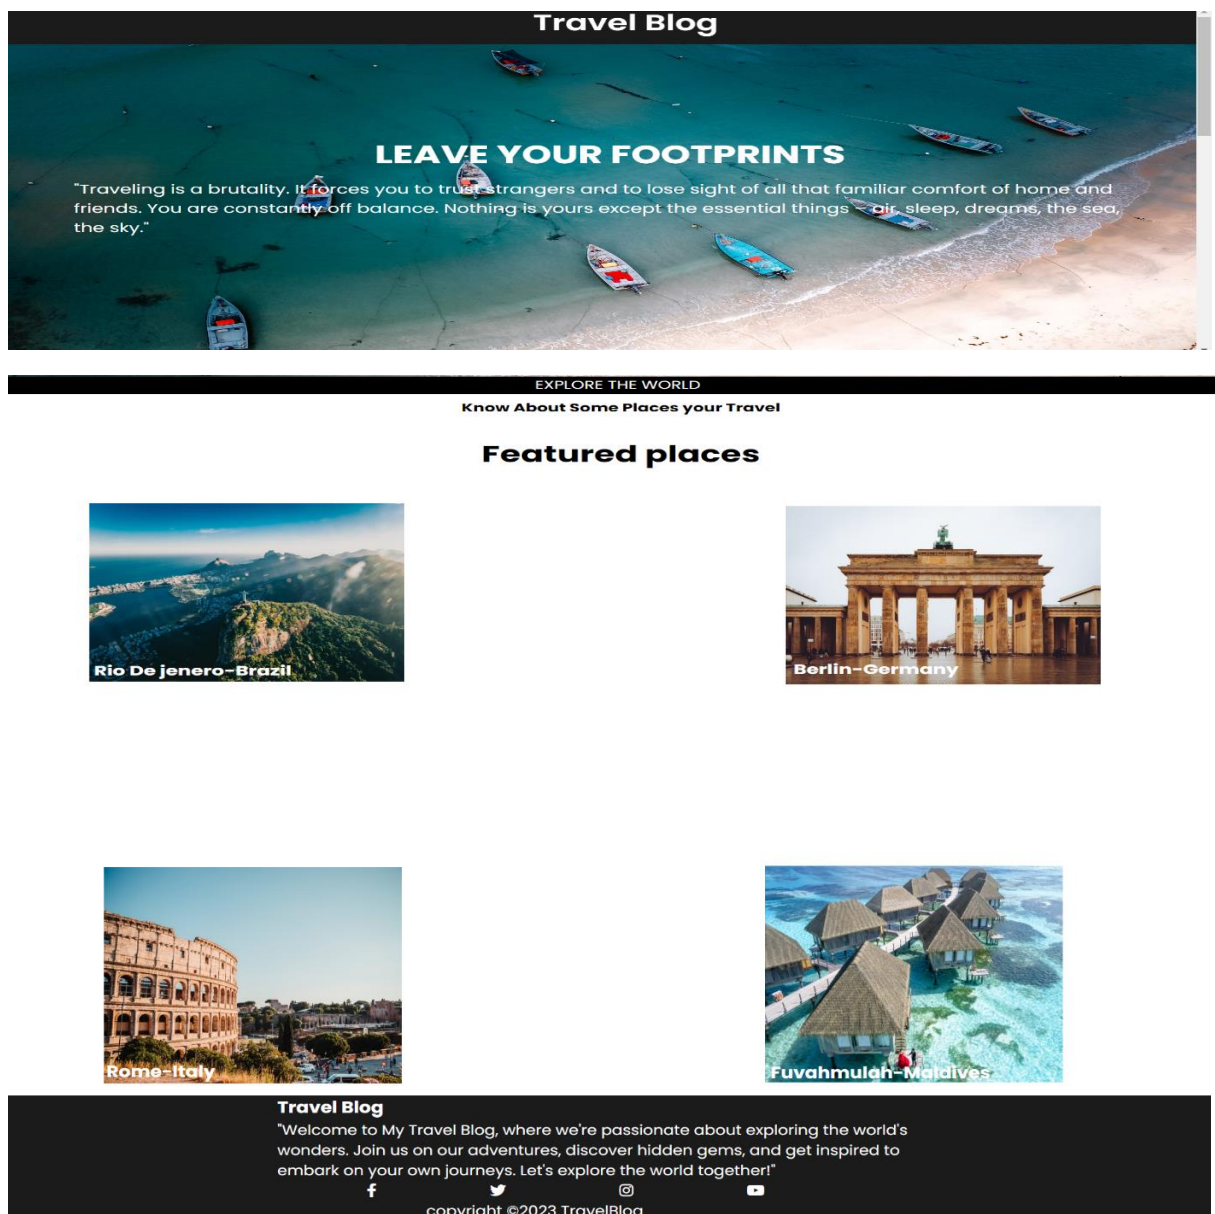 Travel Blog
LEAVE YOUR FOOTPRINTS
"Traveling is a brutality. It forces you to trust strangers and to lose sight of all that familiar comfort of home and
friends. You are constantly off balance. Nothing is yours except the essential things – air, sleep, dreams, the sea,
the sky."
EXPLORE THE WORLD
Know About Some Places your Travel
Featured places
Rio De jenero-Brazil
Berlin-Germany
Rome-Italy
Fuvahmulah-Maldives
Travel Blog
"Welcome to My Travel Blog, where we're passionate about exploring the world's
wonders. Join us on our adventures, discover hidden gems, and get inspired to
embark on your own journeys. Let's explore the world together!"
copyright ©2023 TravelBlog